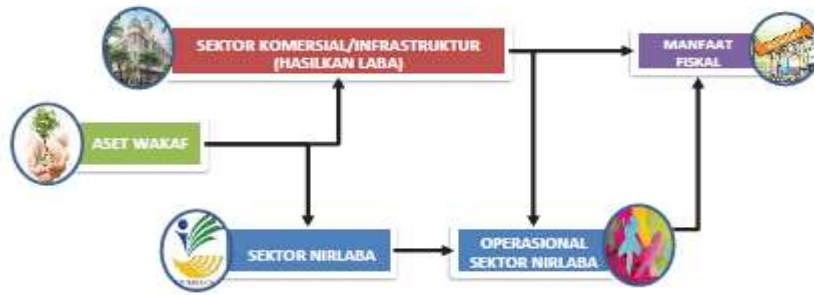 SEKTOR KOMERSIAL/INFRASTRUKTUR
(HASILKAN LABA)
MANFAAT
FISKAL
ASET WAKAF
SEKTOR NIRLABA
OPERASIONAL
SEKTOR NIRLABA